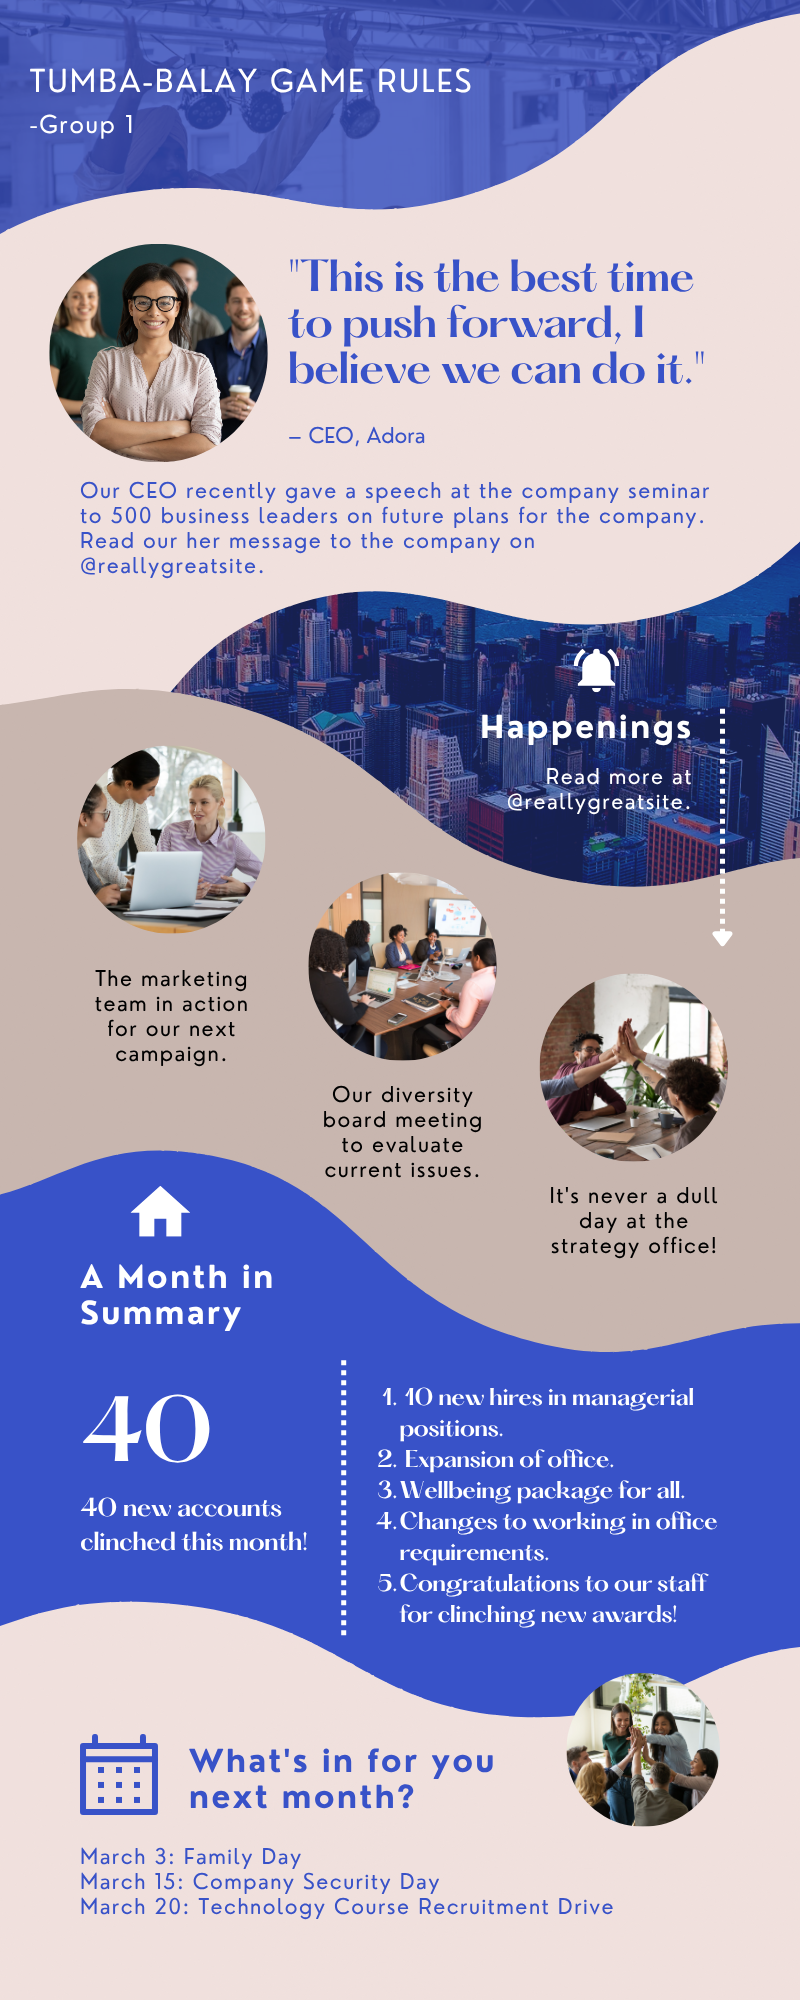 TUMBA-BALAY GAME RULES
-Group 1
"This is the best time
to push forward, I
believe we can do it."
– CEO, Adora
Our CEO recently gave a speech at the company seminar
to 500 business leaders on future plans for the company.
Read our her message to the company on
@reallygreatsite.
Happenings
Read more at
@reallygreatsite.
The marketing
team in action
for our next
campaign.
Our diversity
board meeting
to evaluate
current issues.
It's never a dull
day at the
strategy office!
A Month in
Summary
40
40 new accounts
clinched this month!
1. 10 new hires in managerial
positions.
2. Expansion of office.
3. Wellbeing package for all.
4. Changes to working in office
requirements.
5. Congratulations to our staff
for clinching new awards!
What's in for you
next month?
March 3: Family Day
March 15: Company Security Day
March 20: Technology Course Recruitment Drive